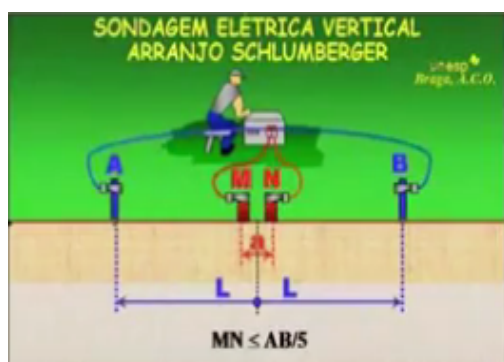 SONDAGEM ELÉTRICA VERTICAL
ARRANJO SCHLUMBERGER
unesp
Braga, A.C.O.
A
B
M N
a
L L
MN ≤ AB/5